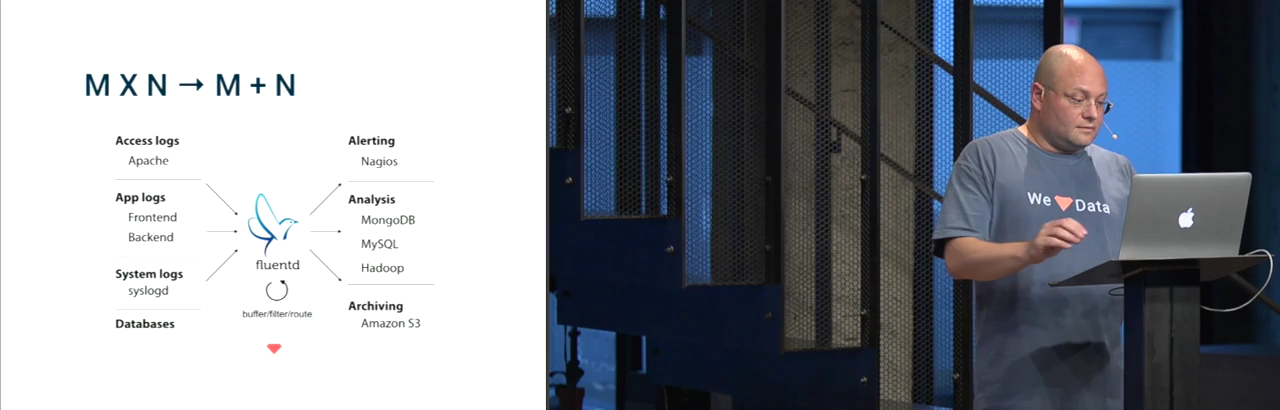 M X N → M + N
Access logs
Apache
App logs
Frontend
Backend
System logs
syslogd
Databases
fluentd
buffer/filter/route
Alerting
Nagios
Analysis
MongoDB
MySQL
Hadoop
Archiving
Amazon S3
We Data